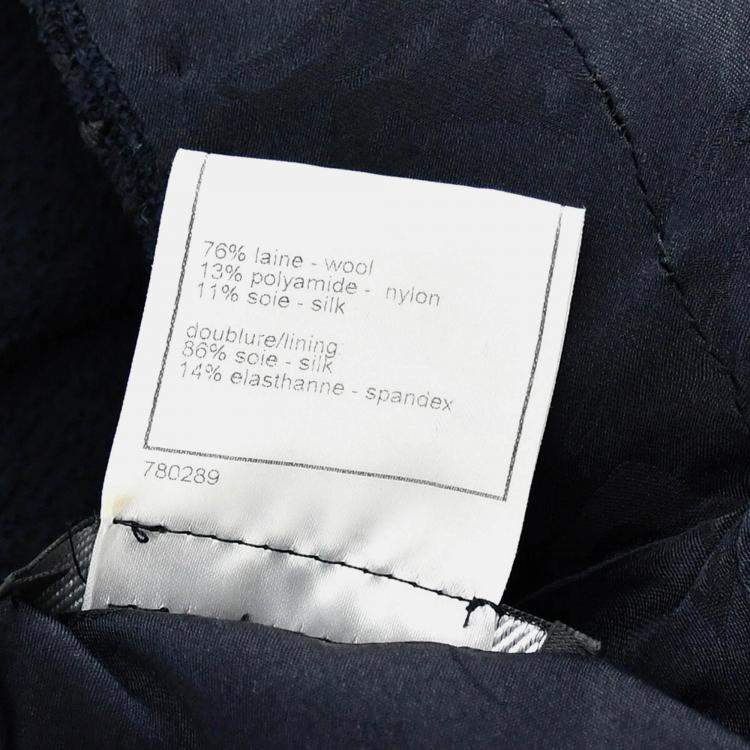 76% laine - wool
13% polyamide - nylon
11% soie - silk
doublure/lining
86% soie - silk
14% elasthanne - spandex
780289